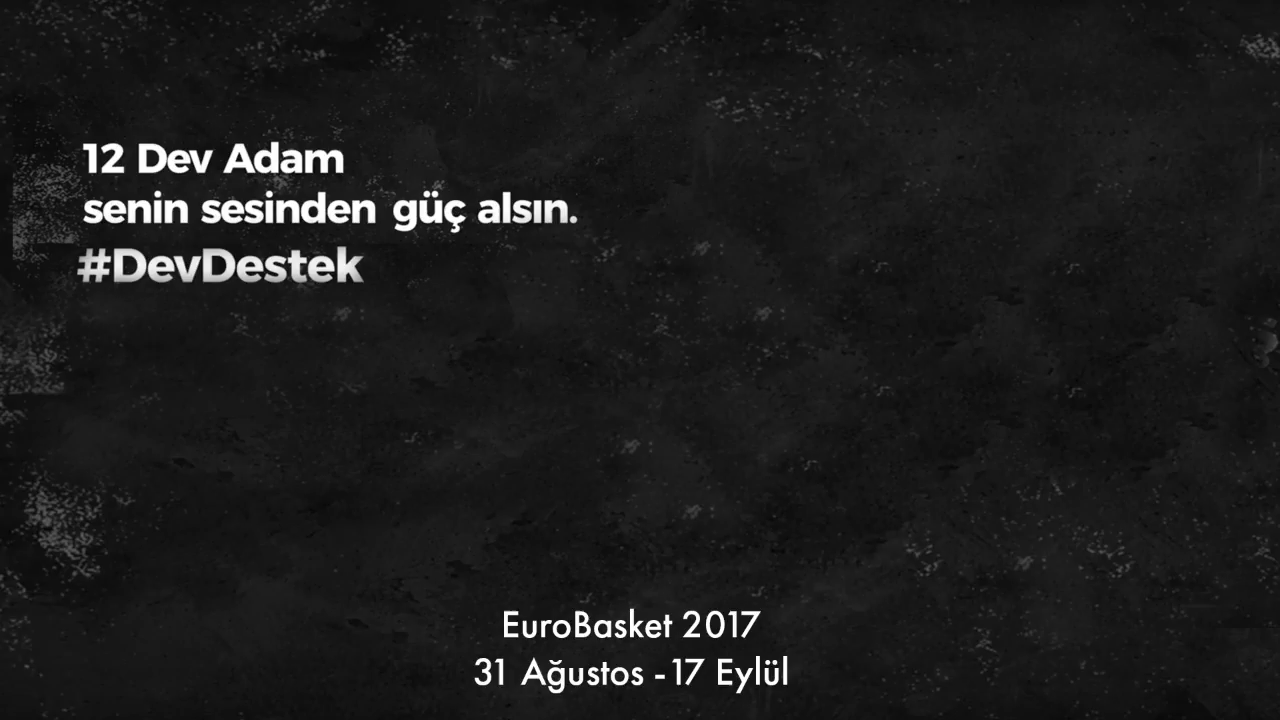 12 Dev Adam
senin sesinden güç alsın.
#DevDestek
EuroBasket 2017
31 Ağustos -17 Eylül